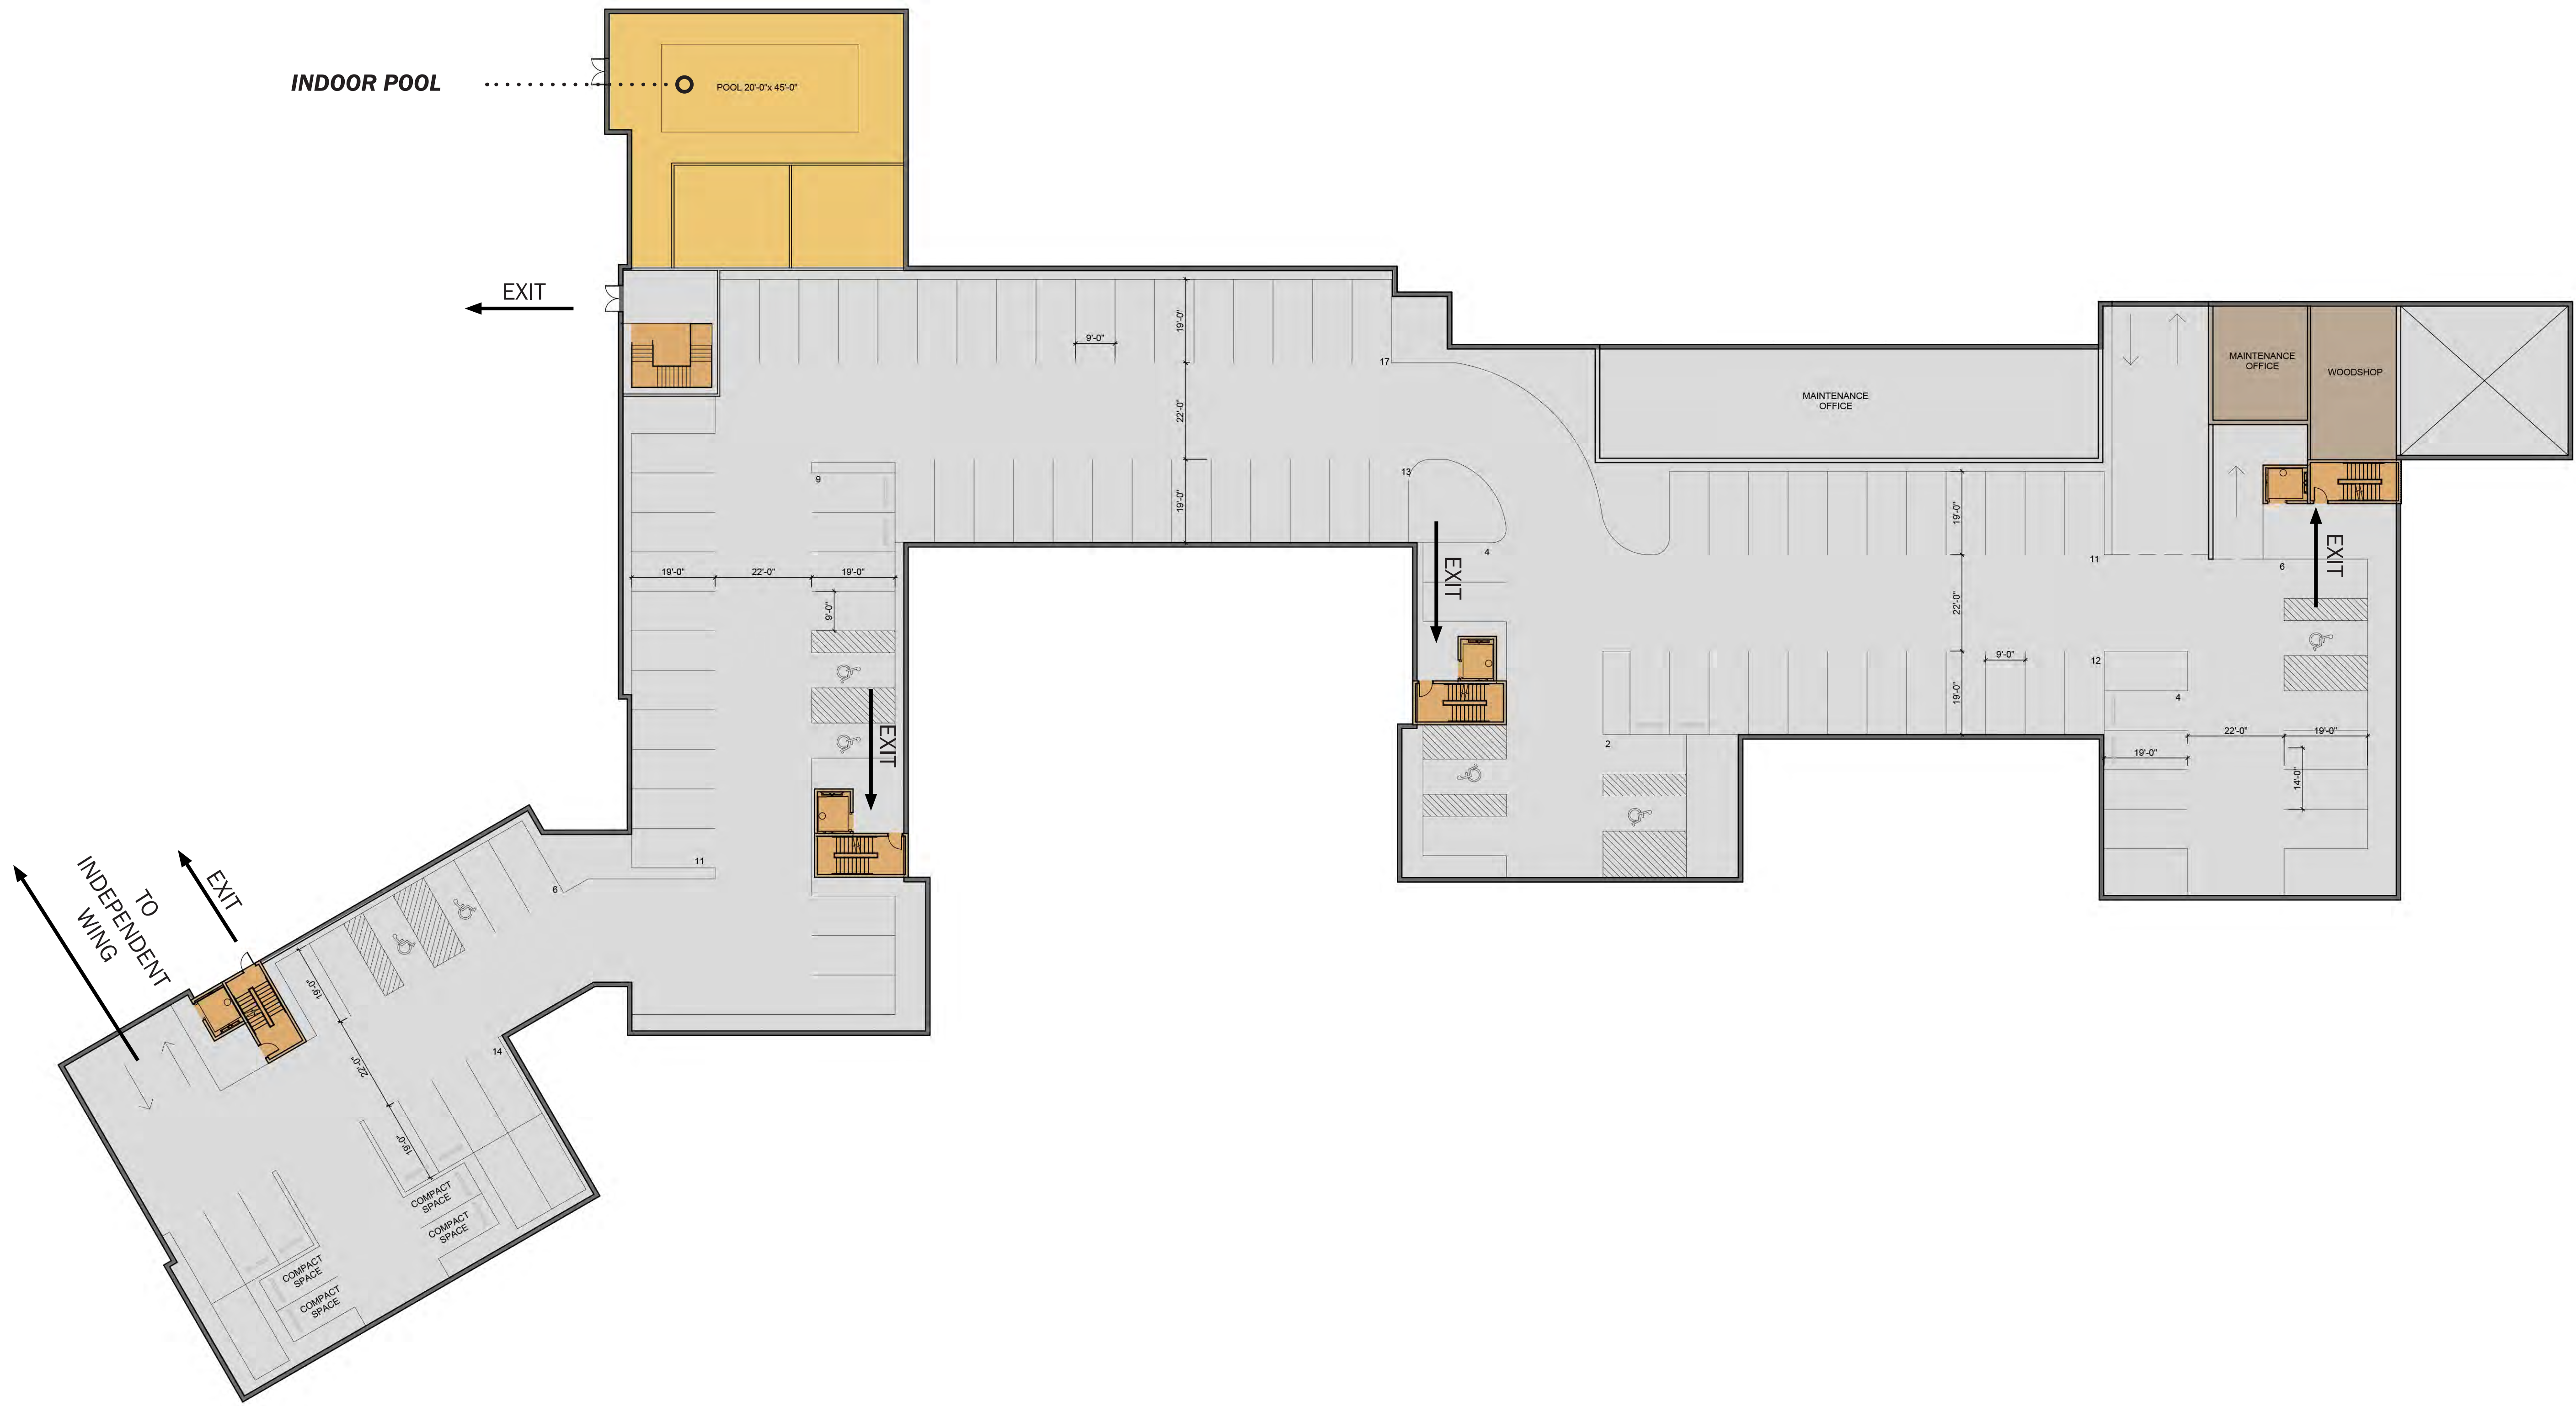 INDOOR POOL
POOL 20'-0"x 45'-0"
EXIT
9'-0"
19'-0"
17
22'-0"
13
19'-0"
9
19'-0"
22'-0"
19'-0"
9'-0"
EXIT
11
6
MAINTENANCE
OFFICE
MAINTENANCE
OFFICE
WOODSHOP
4
EXIT
19'-0"
11
22'-0"
6
EXIT
9'-0"
12
19'-0"
4
2
22'-0"
19'-0"
19'-0"
14'-0"
EXIT
TO
INDEPENDENT
WING
19'-0"
14
22'-0"
19'-0"
COMPACT
SPACE
COMPACT
SPACE
COMPACT
SPACE
COMPACT
SPACE